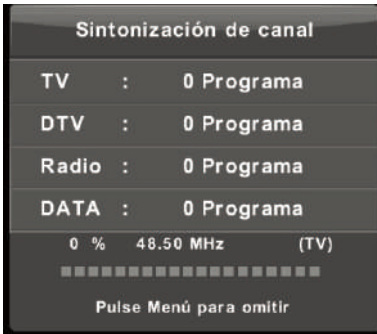 Sintonización de canal
TV : 0 Programa
DTV : 0 Programa
Radio : 0 Programa
DATA : 0 Programa
0 % 48.50 MHz (TV)
Pulse Menú para omitir